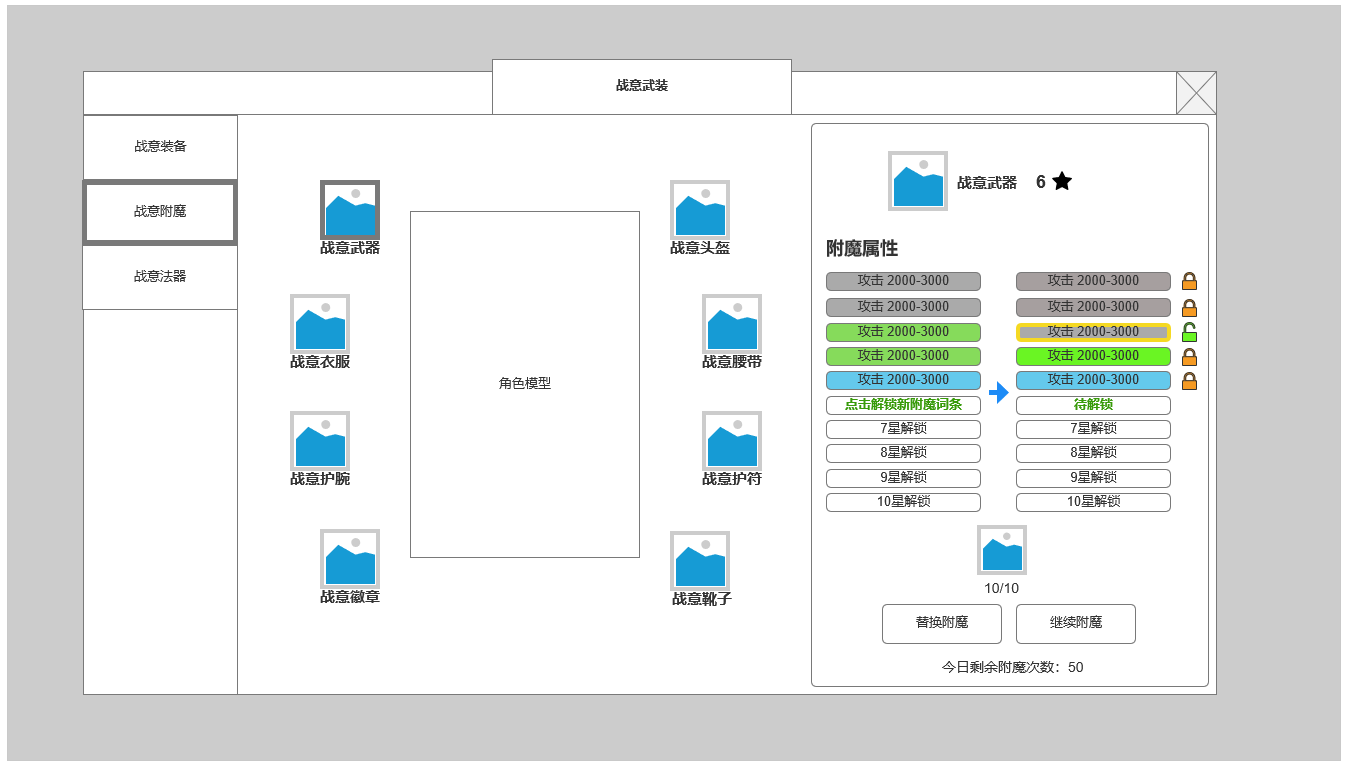 战意武装
战意装备
战意附魔
战意法器
战意武器
战意衣服
战意护腕
战意徽章
角色模型
战意头盔
战意腰带
战意护符
战意靴子
战意武器 6
附魔属性
攻击 2000-3000 攻击 2000-3000
攻击 2000-3000 攻击 2000-3000
攻击 2000-3000 攻击 2000-3000
攻击 2000-3000 攻击 2000-3000
攻击 2000-3000 攻击 2000-3000
点击解锁新附魔词条 待解锁
7星解锁 7星解锁
8星解锁 8星解锁
9星解锁 9星解锁
10星解锁 10星解锁
10/10
替换附魔 继续附魔
今日剩余附魔次数：50